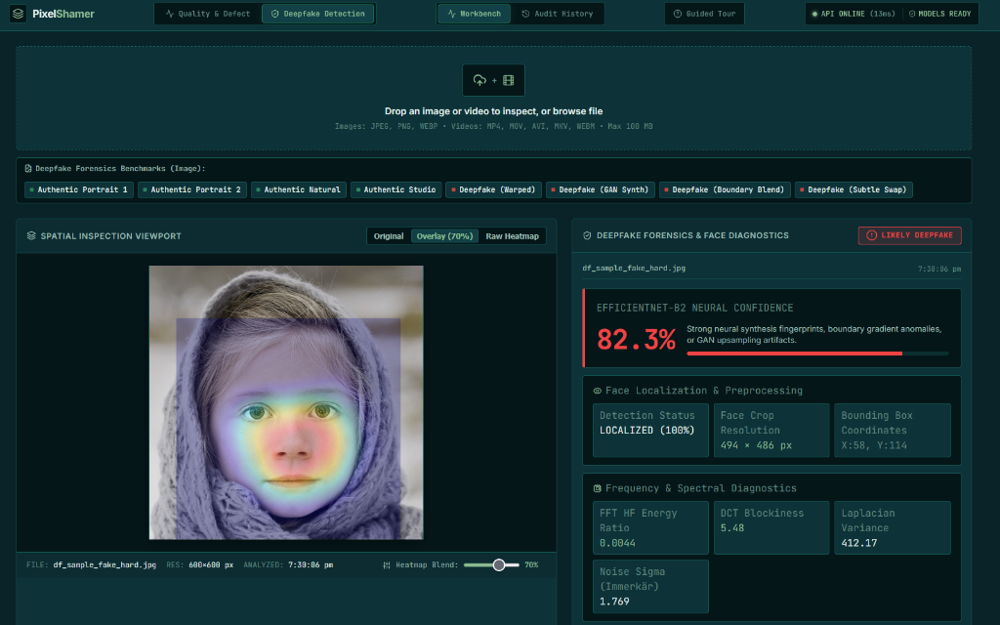 PixelShamer
Quality & Defect
Deepfake Detection
Workbench
Audit History
Guided Tour
API ONLINE (13ms)
MODELS READY
+
Drop an image or video to inspect, or browse file
Images: JPEG, PNG, WEBP • Videos: MP4, MOV, AVI, MKV, WEBM • Max 100 MB
Deepfake Forensics Benchmarks (Image):
Authentic Portrait 1
Authentic Portrait 2
Authentic Natural
Authentic Studio
Deepfake (Warped)
Deepfake (GAN Synth)
Deepfake (Boundary Blend)
Deepfake (Subtle Swap)
SPATIAL INSPECTION VIEWPORT
Original
Overlay (70%)
Raw Heatmap
FILE: df_sample_fake_hard.jpg RES: 600×600 px ANALYZED: 7:30:06 pm
Heatmap Blend: 70%
DEEPFAKE FORENSICS & FACE DIAGNOSTICS
LIKELY DEEPFAKE
df_sample_fake_hard.jpg
7:30:06 pm
EFFICIENTNET-B2 NEURAL CONFIDENCE
82.3%
Strong neural synthesis fingerprints, boundary gradient anomalies,
or GAN upsampling artifacts.
Face Localization & Preprocessing
Detection Status
LOCALIZED (100%)
Face Crop
Resolution
494 × 486 px
Bounding Box
Coordinates
X:58, Y:114
Frequency & Spectral Diagnostics
FFT HF Energy
Ratio
0.0044
DCT Blockiness
5.48
Laplacian
Variance
412.17
Noise Sigma
(Immerkär)
1.769